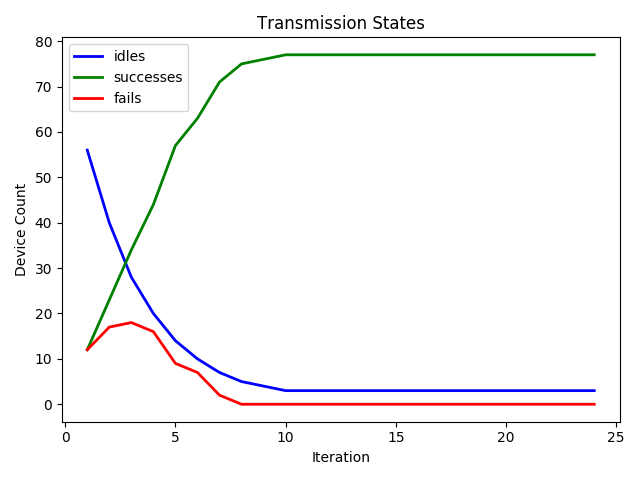 Transmission States
idles
successes
fails
Device Count
80
70
60
50
40
30
20
10
0
0 5 10 15 20 25
Iteration